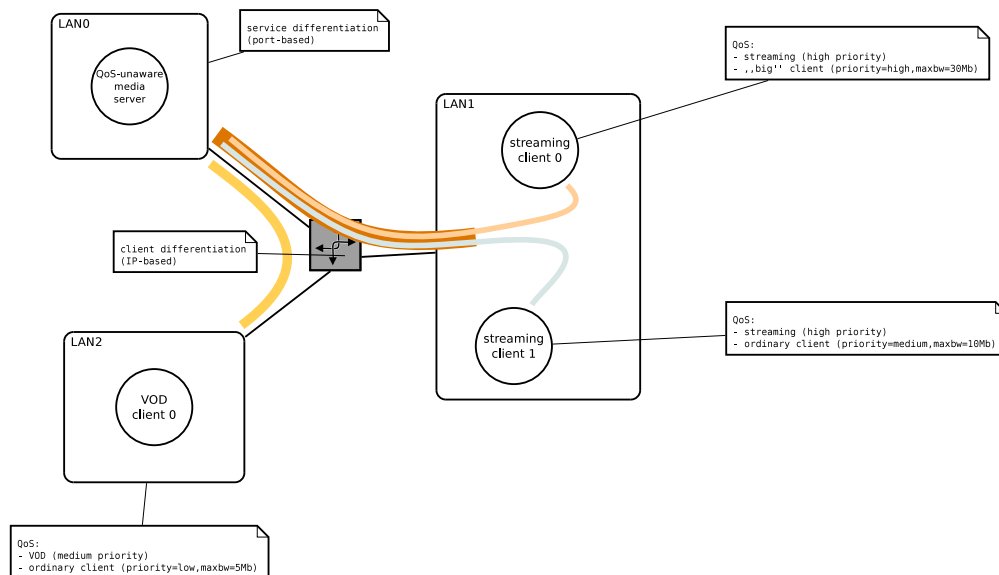 LAN0
QoS-unaware
media
server
service differentiation
(port-based)
QoS:
- streaming (high priority)
- ,,big'' client (priority=high,maxbw=30Mb)
LAN1
streaming
client 0
client differentiation
(IP-based)
streaming
client 1
QoS:
- streaming (high priority)
- ordinary client (priority=medium,maxbw=10Mb)
LAN2
VOD
client 0
QoS:
- VOD (medium priority)
- ordinary client (priority=low,maxbw=5Mb)